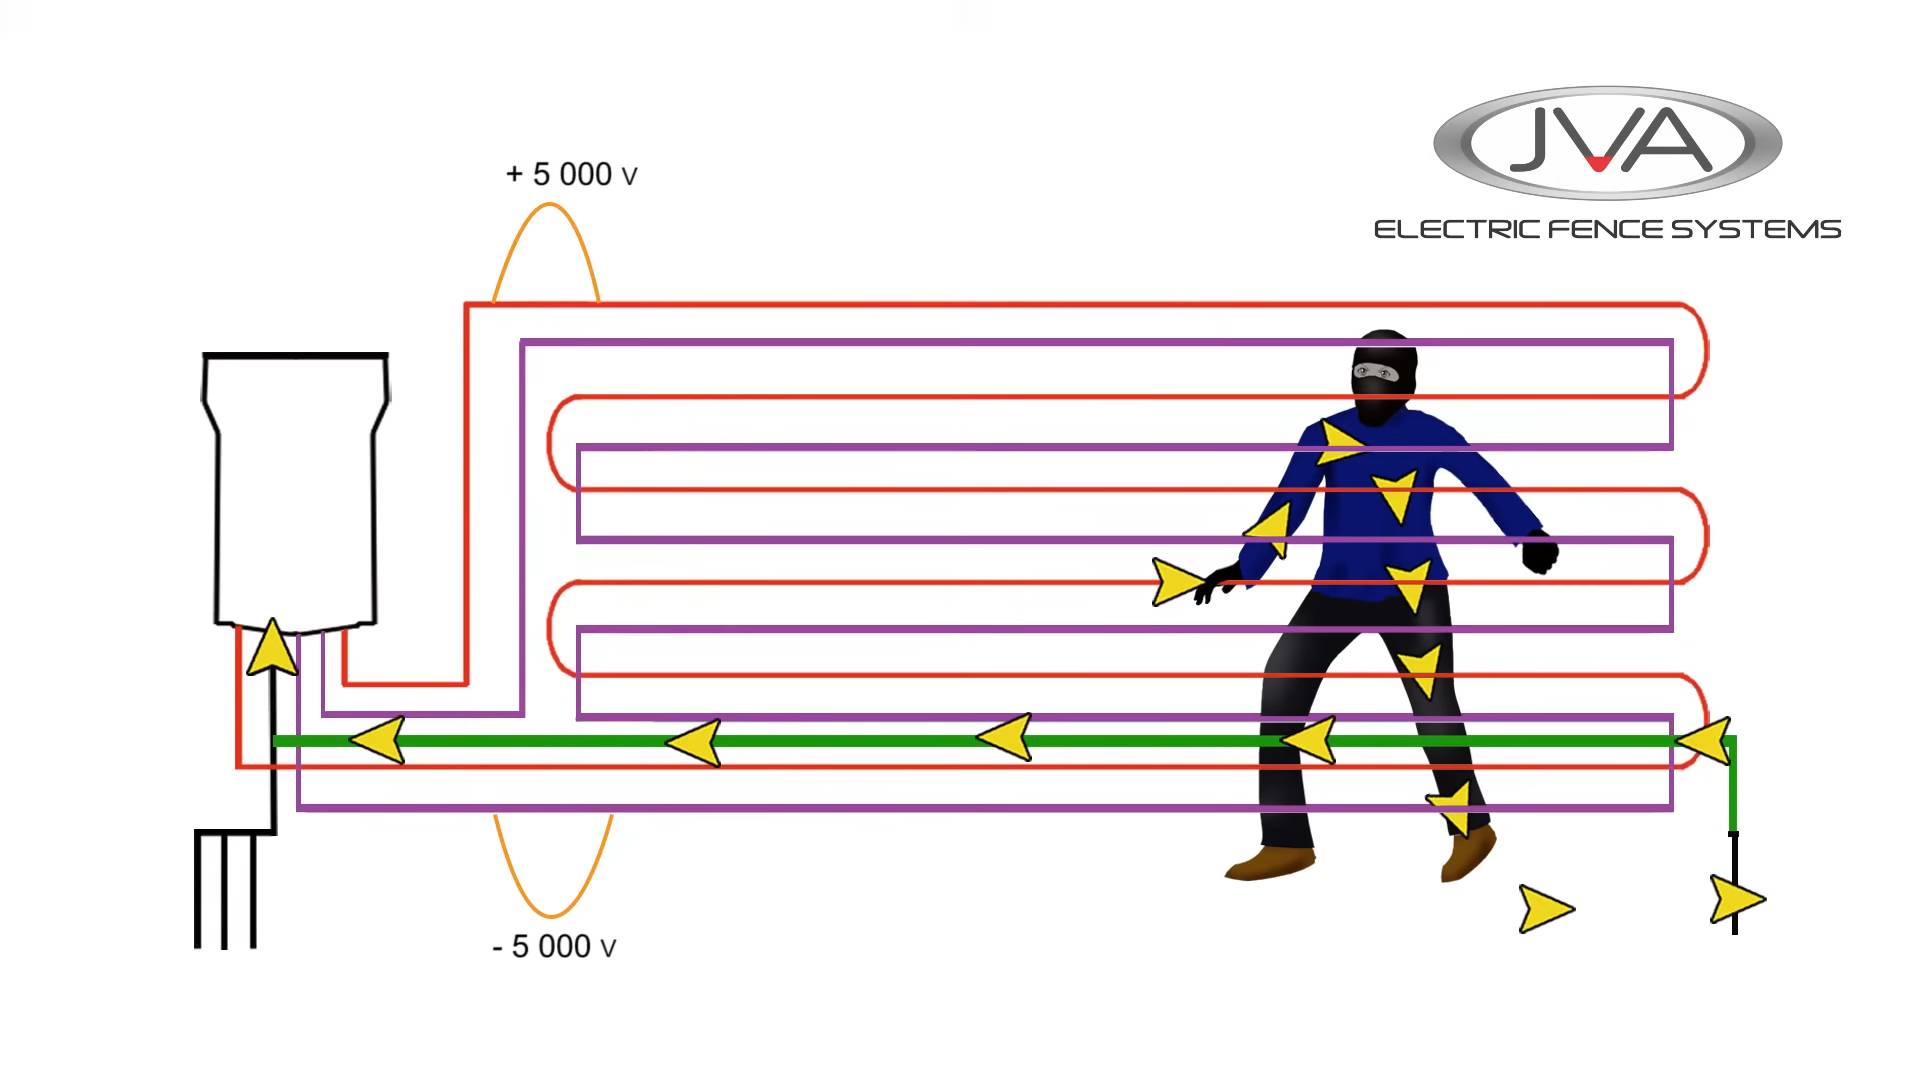 JVA
ELECTRIC FENCE SYSTEMS
+ 5 000 V
- 5 000 V